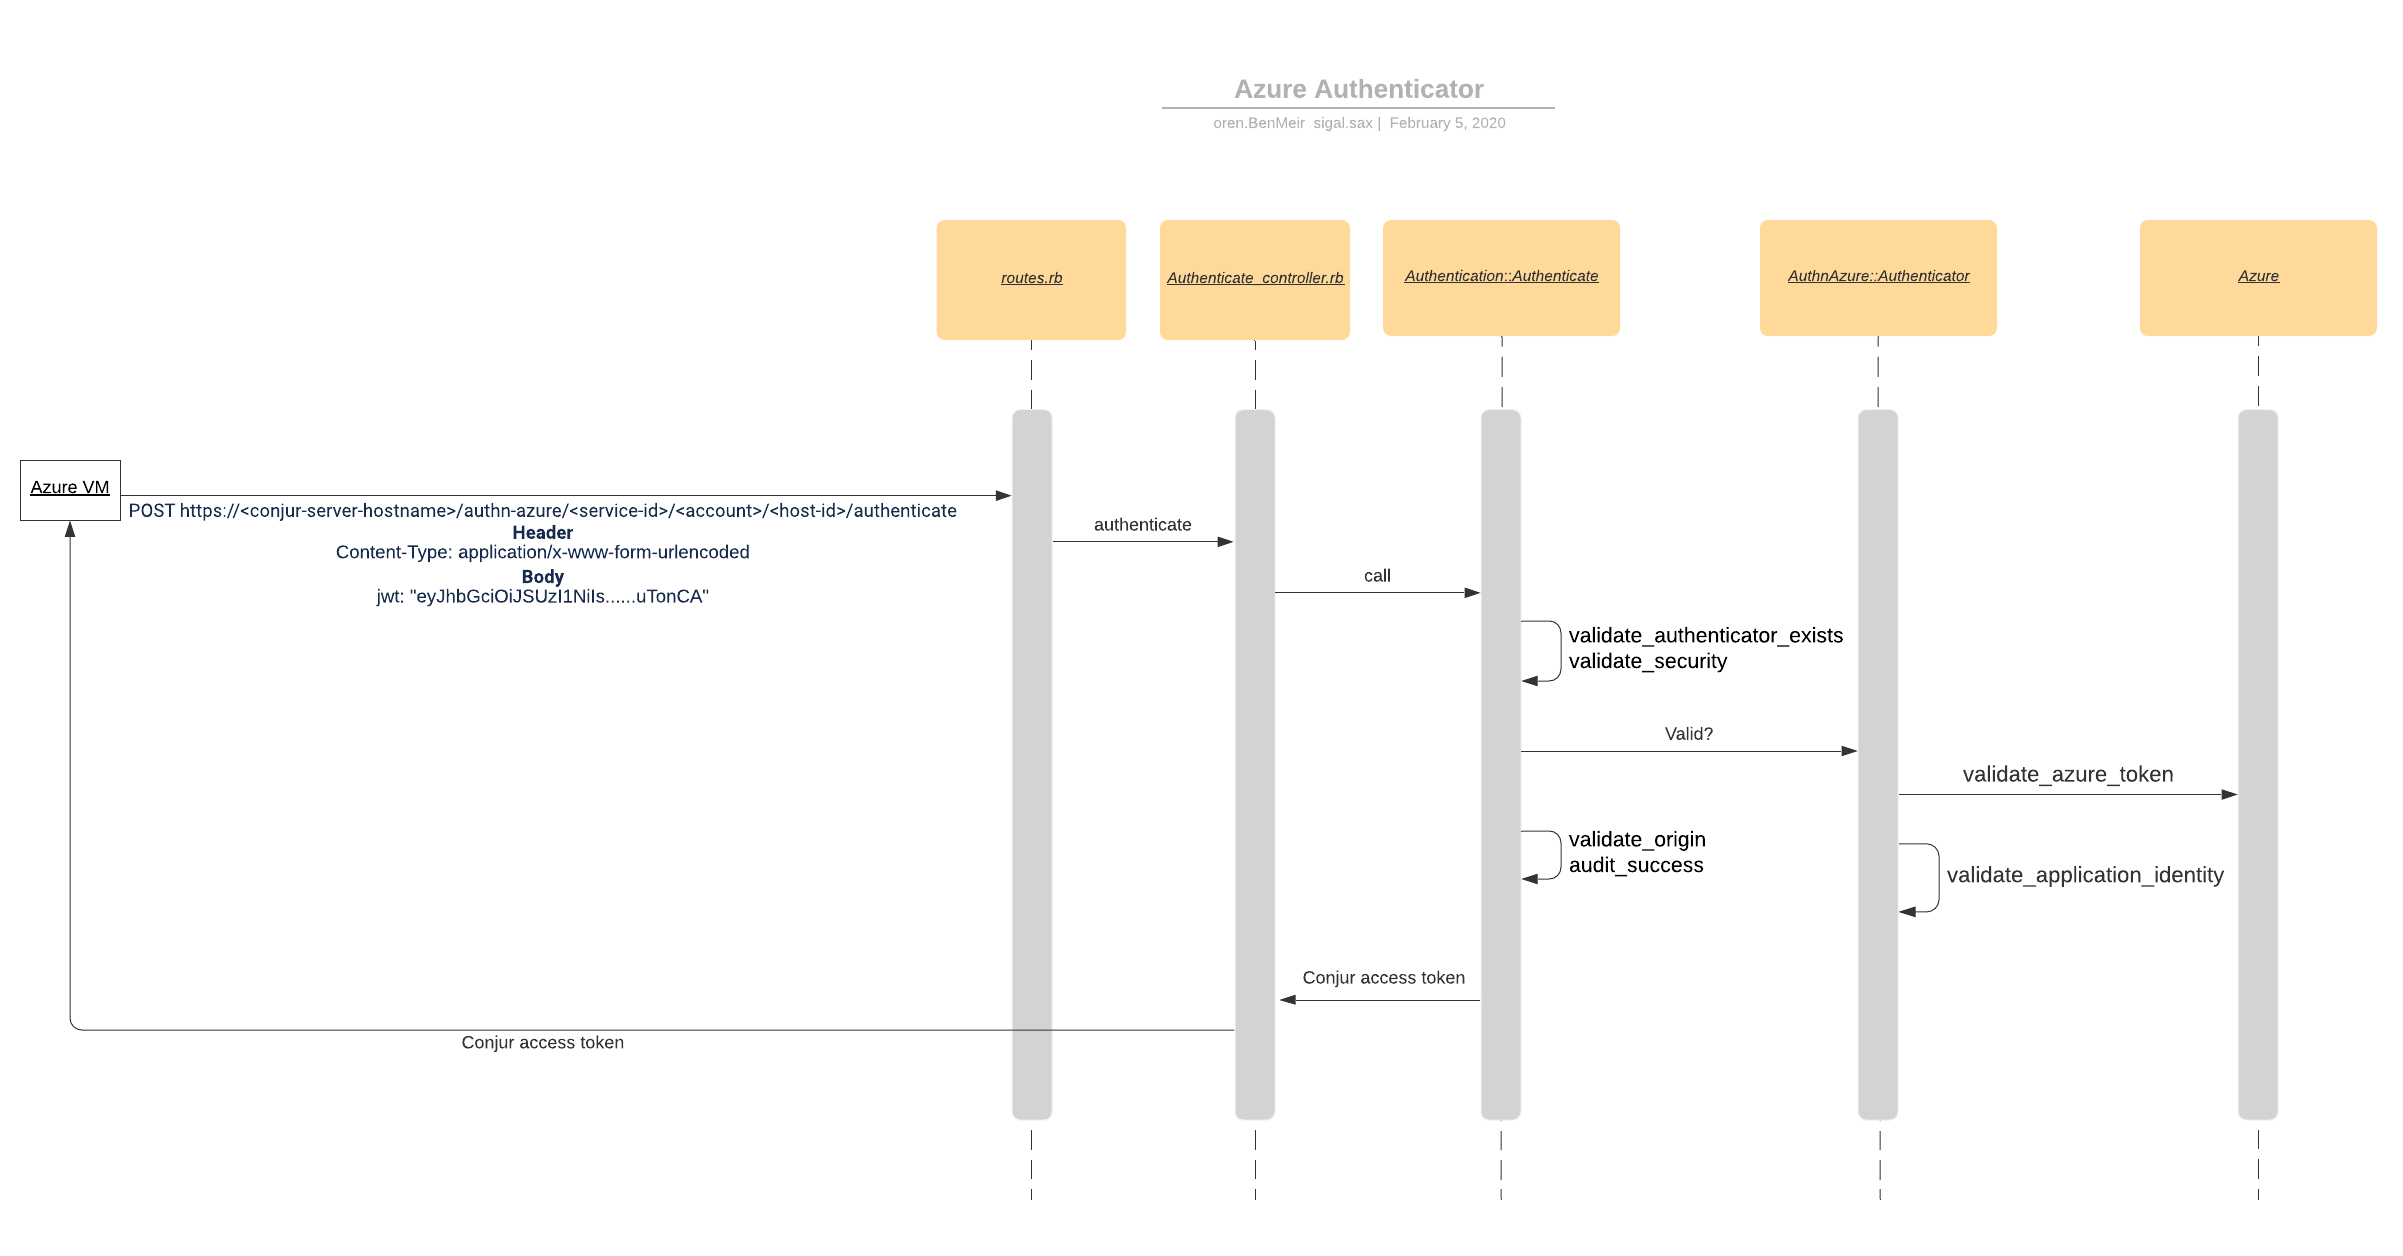 Azure Authenticator
oren.BenMeir  sigal.sax |  February 5, 2020
routes.rb
Authenticate_controller.rb
Authentication::Authenticate
AuthnAzure::Authenticator
Azure
Azure VM
POST https://<conjur-server-hostname>/authn-azure/<service-id>/<account>/<host-id>/authenticate
Header
Content-Type: application/x-www-form-urlencoded
Body
jwt: "eyJhbGciOiJSUzI1NiIs......uTonCA"
authenticate
call
validate_authenticator_exists
validate_security
Valid?
validate_azure_token
validate_origin
audit_success
validate_application_identity
Conjur access token
Conjur access token